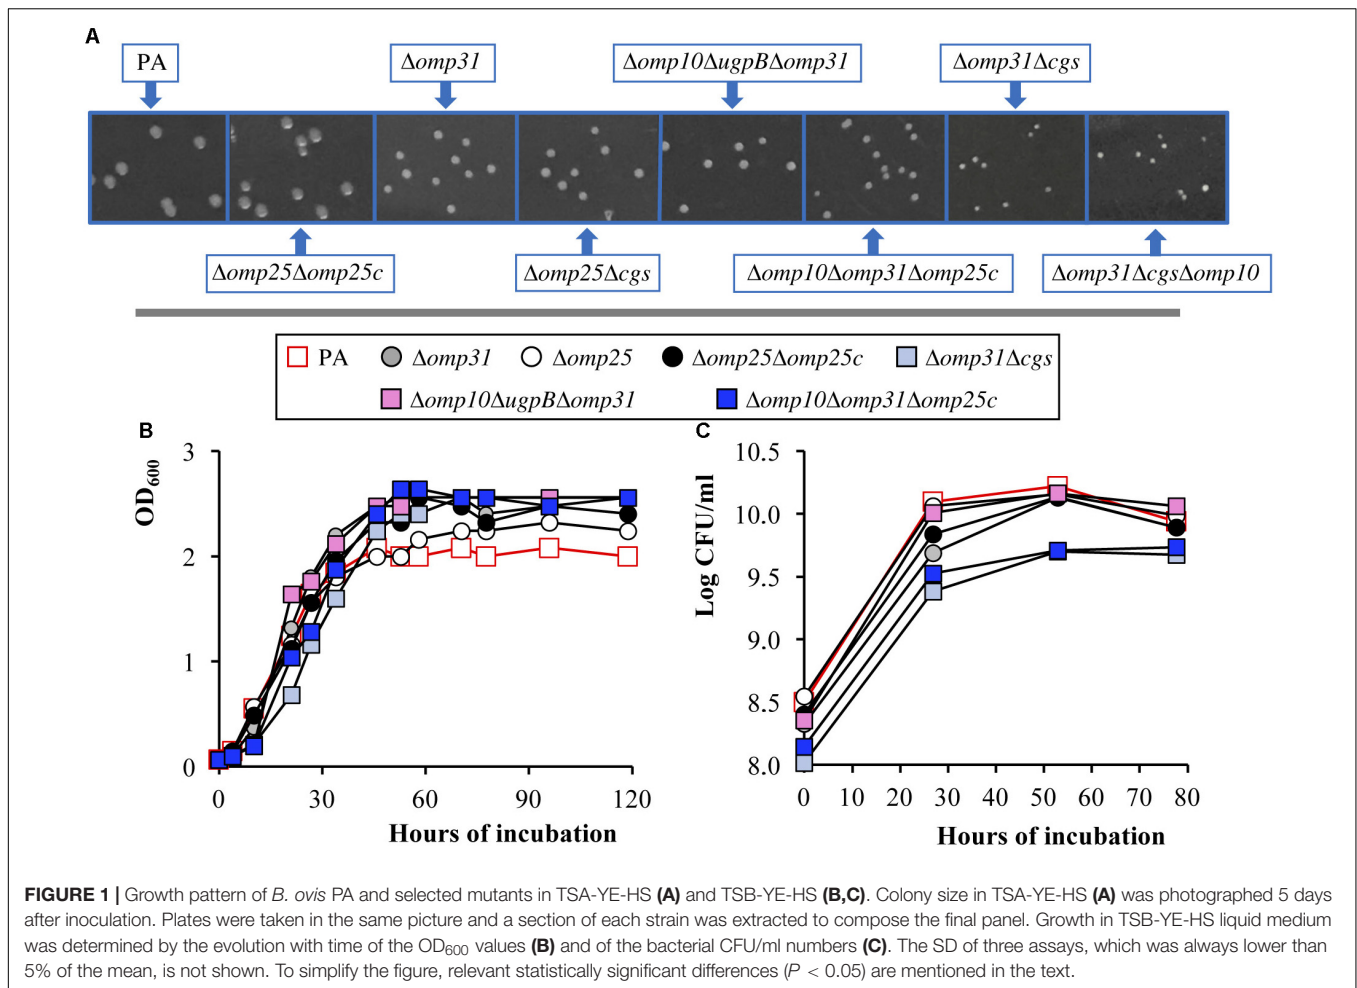 A
PA
Δomp31
Δomp10ΔugpBΔomp31
Δomp31Δcgs
Δomp25Δomp25c
Δomp25Δcgs
Δomp10Δomp31Δomp25c
Δomp31ΔcgsΔomp10
PA Δomp31 Δomp25 Δomp25Δomp25c Δomp31Δcgs
Δomp10ΔugpBΔomp31 Δomp10Δomp31Δomp25c
B
OD600
3
2
1
0
0 30 60 90 120
Hours of incubation
C
Log CFU/ml
10.5
10.0
9.5
9.0
8.5
8.0
0 10 20 30 40 50 60 70 80
Hours of incubation
FIGURE 1 | Growth pattern of B. ovis PA and selected mutants in TSA-YE-HS (A) and TSB-YE-HS (B,C). Colony size in TSA-YE-HS (A) was photographed 5 days
after inoculation. Plates were taken in the same picture and a section of each strain was extracted to compose the final panel. Growth in TSB-YE-HS liquid medium
was determined by the evolution with time of the OD600 values (B) and of the bacterial CFU/ml numbers (C). The SD of three assays, which was always lower than
5% of the mean, is not shown. To simplify the figure, relevant statistically significant differences (P < 0.05) are mentioned in the text.